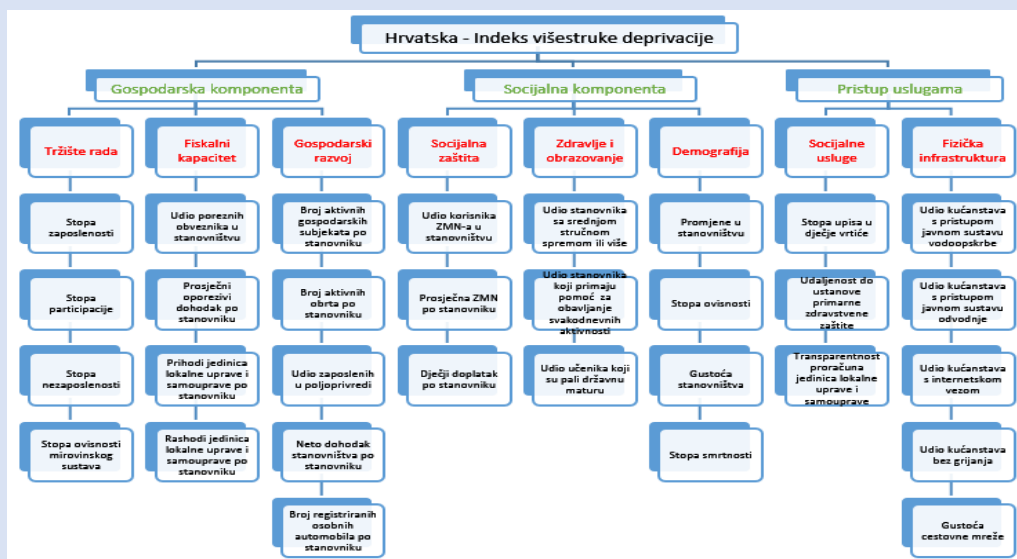 Hrvatska - Indeks višestruke deprivacije
Gospodarska komponenta
Socijalna komponenta
Pristup uslugama
Tržište rada
Fiskalni
kapacitet
Gospodarski
razvoj
Socijalna
zaštita
Zdravlje i
obrazovanje
Demografija
Socijalne
usluge
Fizička
infrastruktura
Stopa
zaposlenosti
Udio poreznih
obveznika u
stanovništvu
Broj aktivnih
gospodarskih
subjekata po
stanovniku
Udio korisnika
ZMN-a u
stanovništvu
Udio stanovnika
sa srednjom
stručnom
spremom ili više
Promjene u
stanovništvu
Stopa upisa u
dječje vrtiće
Udio kućanstava
s pristupom
javnom sustavu
vodoopskrbe
Stopa
participacije
Prosječni
oporezivi
dohodak po
stanovniku
Broj aktivnih
obrta po
stanovniku
Prosječna ZMN
po stanovniku
Udio stanovnika
koji primaju
pomoć za
obavljanje
svakodnevnih
aktivnosti
Stopa ovisnosti
Udaljenost do
ustanove
primarne
zdravstvene
zaštite
Udio kućanstava
s pristupom
javnom sustavu
odvodnje
Stopa
nezaposlenosti
Prihodi jedinica
lokalne uprave i
samouprave po
stanovniku
Udio zaposlenih
u poljoprivredi
Dječji doplatak
po stanovniku
Udio učenika koji
su pali državnu
maturu
Gustoća
stanovništva
Transparentnost
proračuna
jedinica lokalne
uprave i
samouprave
Udio kućanstava
s internetskom
vezom
Stopa ovisnosti
mirovinskog
sustava
Rashodi jedinica
lokalne uprave i
samouprave po
stanovniku
Neto dohodak
stanovništva po
stanovniku
Stopa smrtnosti
Udio kućanstava
bez grijanja
Broj registriranih
osobnih
automobila po
stanovniku
Gustoća
cestovne mreže